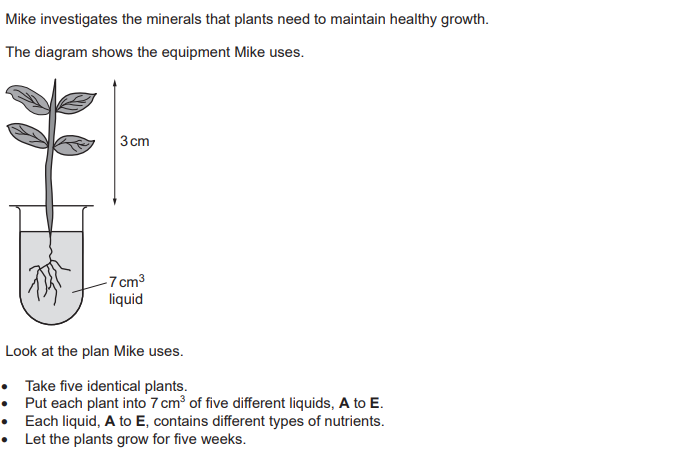 Mike investigates the minerals that plants need to maintain healthy growth.
The diagram shows the equipment Mike uses.
3 cm
7 cm³
liquid
Look at the plan Mike uses.
• Take five identical plants.
• Put each plant into 7 cm³ of five different liquids, A to E.
• Each liquid, A to E, contains different types of nutrients.
• Let the plants grow for five weeks.